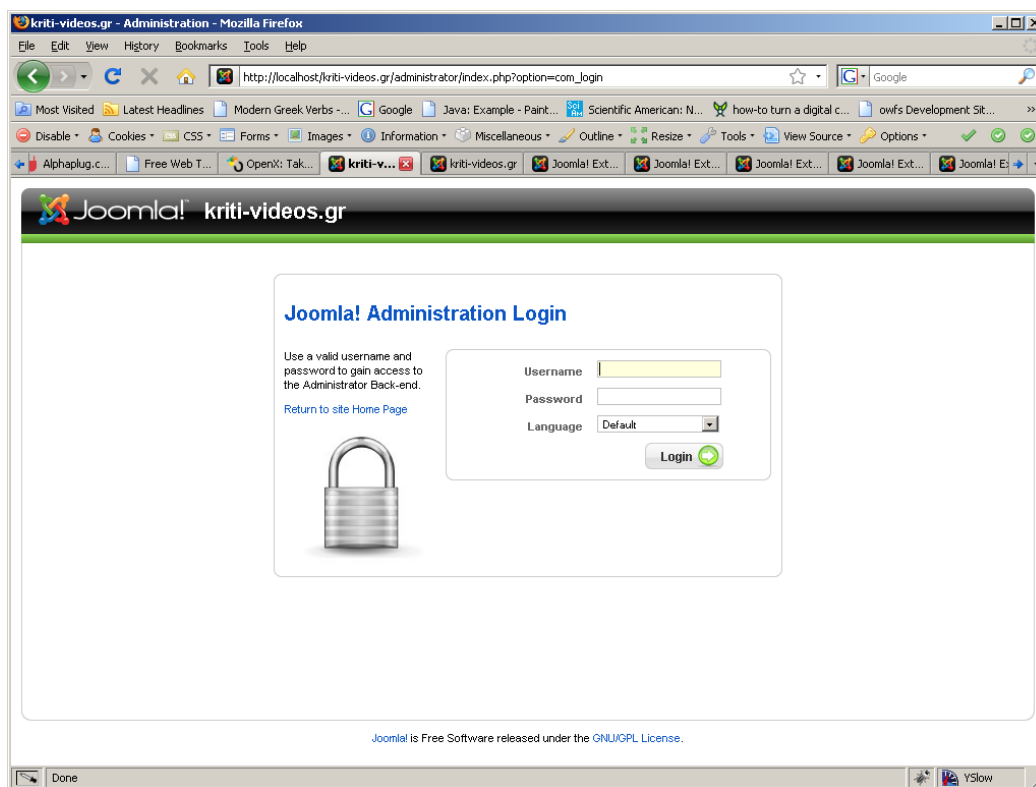 kriti-videos.gr - Administration - Mozilla Firefox
File Edit View History Bookmarks Tools Help
http://localhost/kriti-videos.gr/administrator/index.php?option=com_login G Google
Most Visited Latest Headlines Modern Greek Verbs -... Google Java: Example - Paint... Scientific American: N... how-to turn a digital c... owfs Development Sit... »
Disable Cookies CSS Forms Images Information Miscellaneous Outline Resize Tools View Source Options
Alphaplug.c... Free Web T... OpenX: Tak... kriti-v... kriti-videos.gr Joomla! Ext... Joomla! Ext... Joomla! Ext... Joomla! Ext... Joomla! E
Joomla! kriti-videos.gr
Joomla! Administration Login
Use a valid username and
password to gain access to
the Administrator Back-end.
Return to site Home Page
Username
Password
Language Default
Login
Joomla! is Free Software released under the GNU/GPL License.
Done YSlow